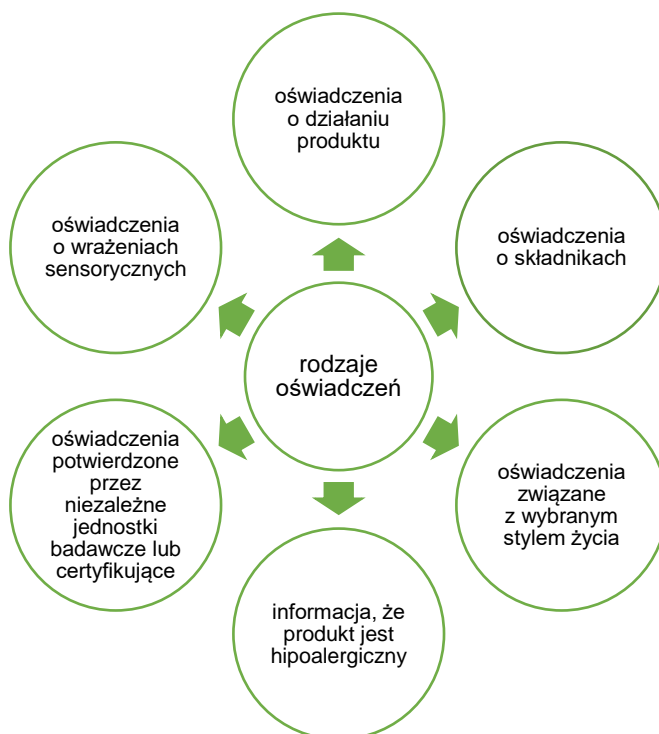 oświadczenia
o działaniu
produktu
oświadczenia
o wrażeniach
sensorycznych
oświadczenia
o składnikach
rodzaje
oświadczeń
oświadczenia
potwierdzone
przez
niezależne
jednostki
badawcze lub
certyfikujące
oświadczenia
związane
z wybranym
stylem życia
informacja, że
produkt jest
hipoalergiczny